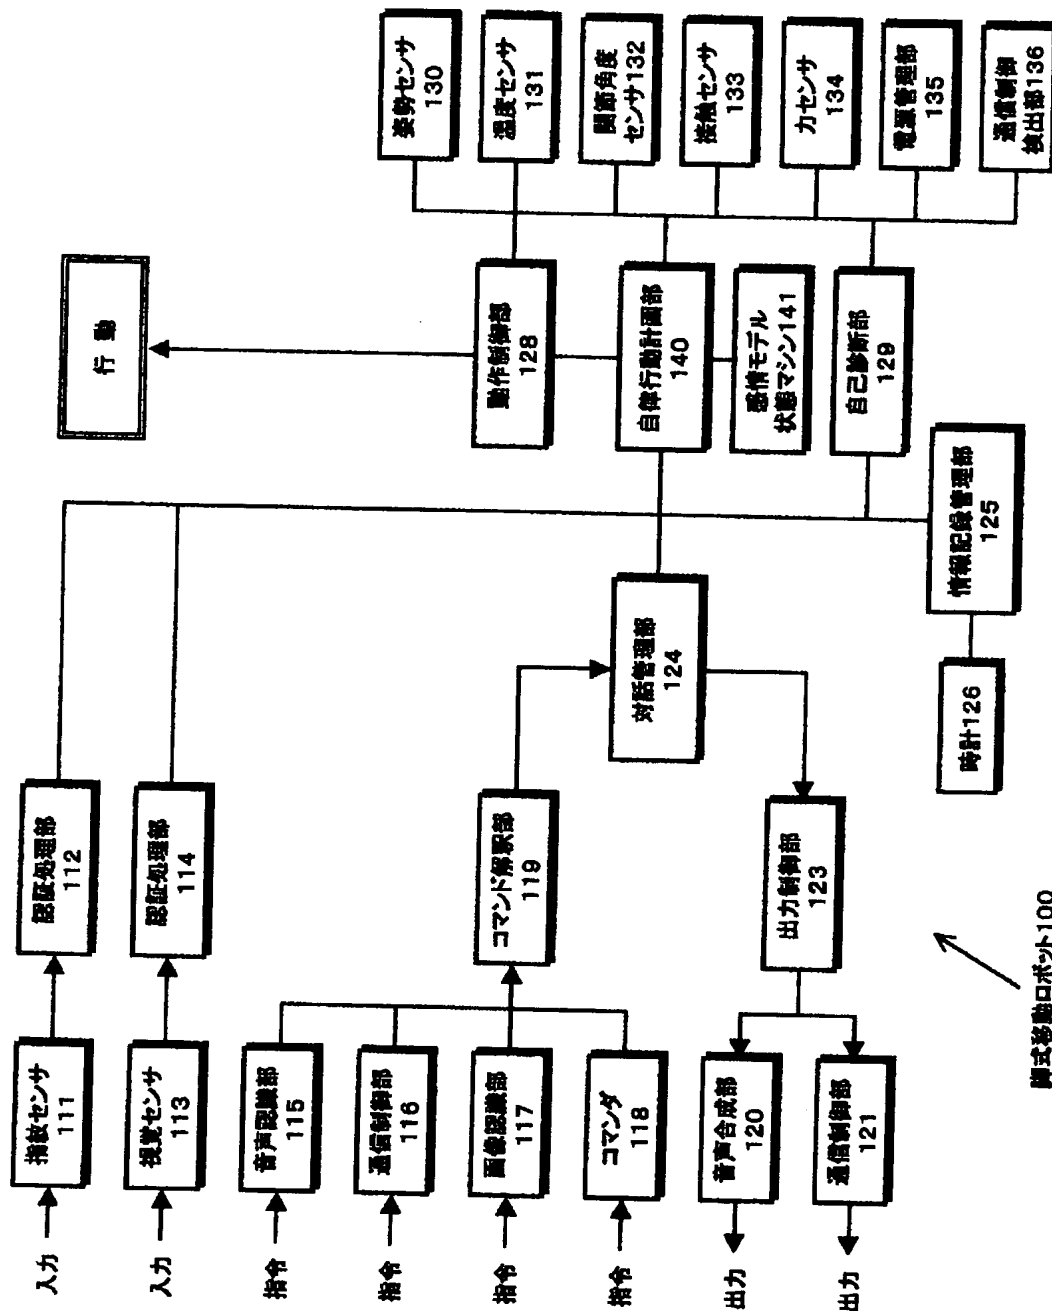 入力
指紋センサ
111
認証処理部
112
入力
視覚センサ
113
認証処理部
114
指令
音声認識部
115
指令
通信制御部
116
指令
画像認識部
117
指令
コマンダ
118
コマンド解釈部
119
出力
音声合成部
120
出力
通信制御部
121
出力制御部
123
対話管理部
124
情報記録管理部
125
時計126
行 動
動作制御部
128
自律行動計画部
140
感情モデル
状態マシン141
自己診断部
129
姿勢センサ
130
温度センサ
131
関節角度
センサ132
接触センサ
133
力センサ
134
電源管理部
135
通信制御
検出部136
脚式移動ロボット100